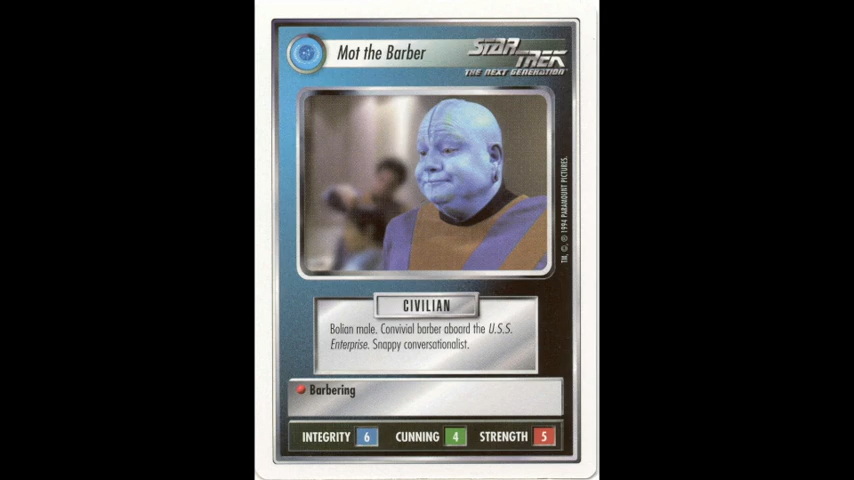 Mot the Barber
STAR TREK
THE NEXT GENERATION
TM, ©, ® 1994 PARAMOUNT PICTURES.
CIVILIAN
Bolian male. Convivial barber aboard the U.S.S.
Enterprise. Snappy conversationalist.
Barbering
INTEGRITY 6 CUNNING 4 STRENGTH 5